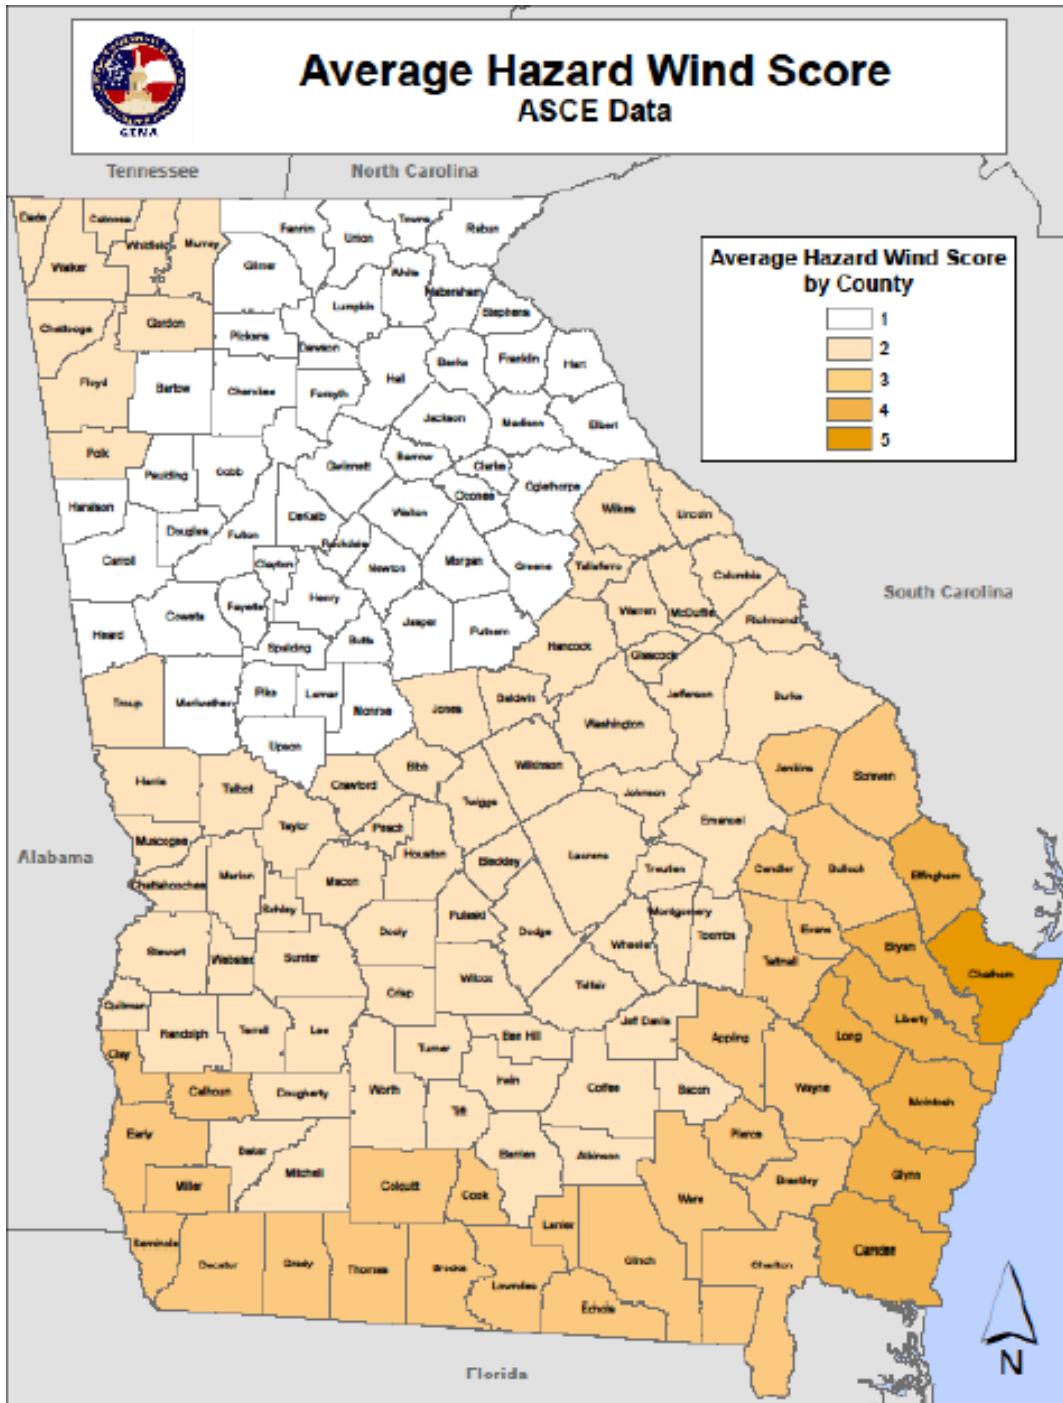 Average Hazard Wind Score
ASCE Data
GEMA
Tennessee
North Carolina
Dade
Catoosa
Whitfield
Murray
Fannin
Union
Towns
Rabun
Walker
Gilmer
White
Habersham
Lumpkin
Stephens
Chattooga
Gordon
Pickens
Dawson
Banks
Franklin
Hart
Floyd
Bartow
Cherokee
Forsyth
Hall
Jackson
Madison
Elbert
Polk
Paulding
Cobb
Gwinnett
Barrow
Clarke
Oconee
Oglethorpe
Haralson
Douglas
Fulton
DeKalb
Rockdale
Walton
Wilkes
Lincoln
Carroll
Clayton
Newton
Morgan
Greene
Taliaferro
Columbia
Coweta
Fayette
Henry
Warren
McDuffie
Richmond
Heard
Spalding
Butts
Jasper
Putnam
Hancock
Glascock
Troup
Meriwether
Pike
Lamar
Monroe
Jones
Baldwin
Jefferson
Burke
Upson
Washington
Harris
Talbot
Crawford
Bibb
Wilkinson
Jenkins
Screven
Twiggs
Johnson
Emanuel
Muscogee
Taylor
Peach
Houston
Bleckley
Laurens
Treutlen
Candler
Bulloch
Effingham
Chattahoochee
Marion
Macon
Schley
Pulaski
Montgomery
Toombs
Evans
Stewart
Webster
Sumter
Dooly
Dodge
Wheeler
Tattnall
Bryan
Chatham
Quitman
Crisp
Wilcox
Telfair
Liberty
Randolph
Terrell
Lee
Turner
Ben Hill
Jeff Davis
Appling
Long
Clay
Calhoun
Dougherty
Worth
Tift
Irwin
Coffee
Bacon
Wayne
McIntosh
Early
Baker
Mitchell
Berrien
Atkinson
Pierce
Miller
Colquitt
Cook
Ware
Brantley
Glynn
Seminole
Decatur
Grady
Thomas
Brooks
Lanier
Lowndes
Clinch
Echols
Charlton
Camden
Average Hazard Wind Score
by County
1
2
3
4
5
South Carolina
Alabama
Florida
N